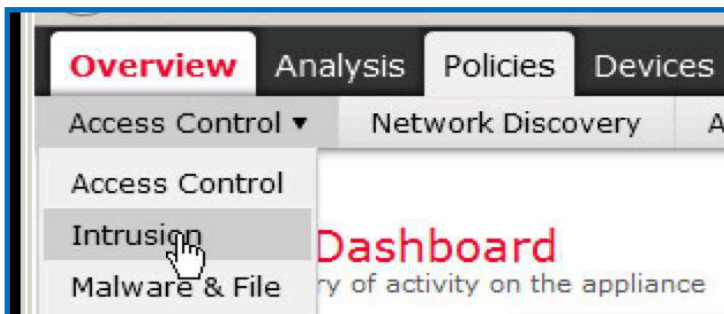 Overview Analysis Policies Devices
Access Control ▼ Network Discovery A
Access Control
Intrusion
Dashboard
Malware & File ry of activity on the appliance